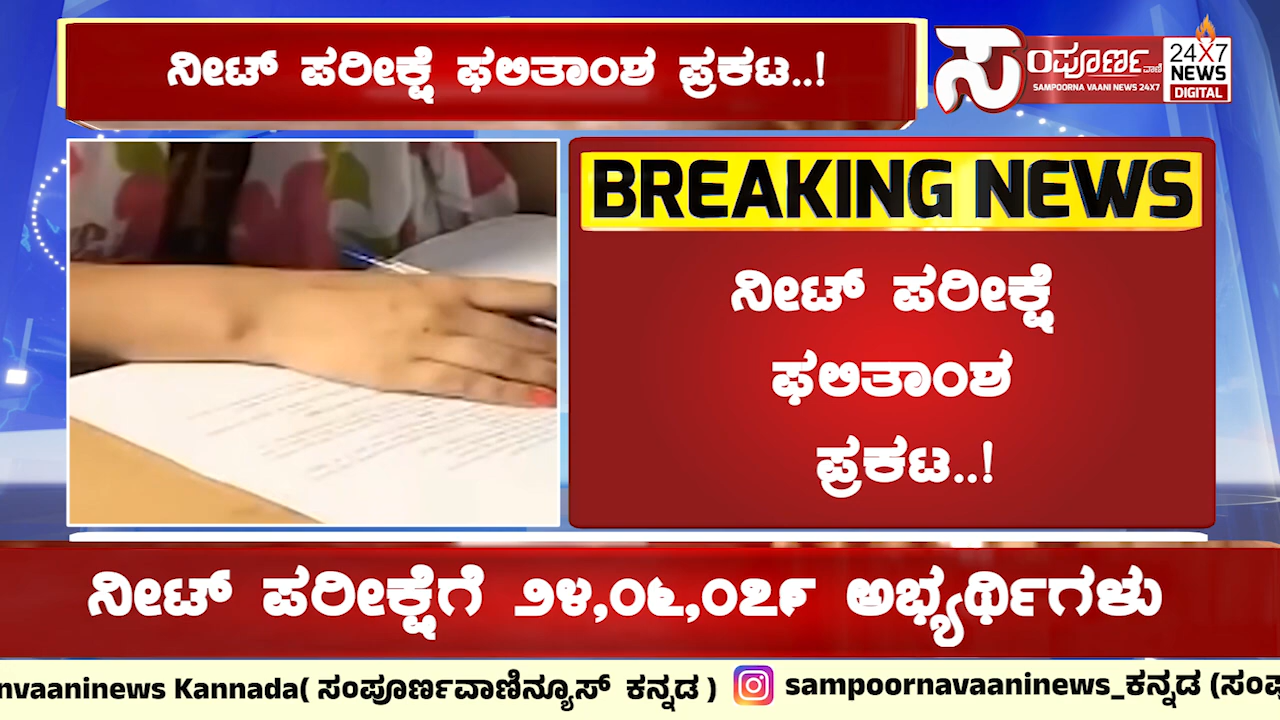 ನೀಟ್ ಪರೀಕ್ಷೆ ಫಲಿತಾಂಶ ಪ್ರಕಟ..!
ಸಂಪೂರ್ಣ ವಾಣಿ
SAMPOORNA VAANI NEWS 24X7
24X7
NEWS
DIGITAL
BREAKING NEWS
ನೀಟ್ ಪರೀಕ್ಷೆ
ಫಲಿತಾಂಶ
ಪ್ರಕಟ..!
ನೀಟ್ ಪರೀಕ್ಷೆಗೆ ೨೪,೦೬,೦೭೯ ಅಭ್ಯರ್ಥಿಗಳು
nvaaninews Kannada( ಸಂಪೂರ್ಣವಾಣಿನ್ಯೂಸ್ ಕನ್ನಡ ) sampoornavaaninews_ಕನ್ನಡ (ಸಂಪ